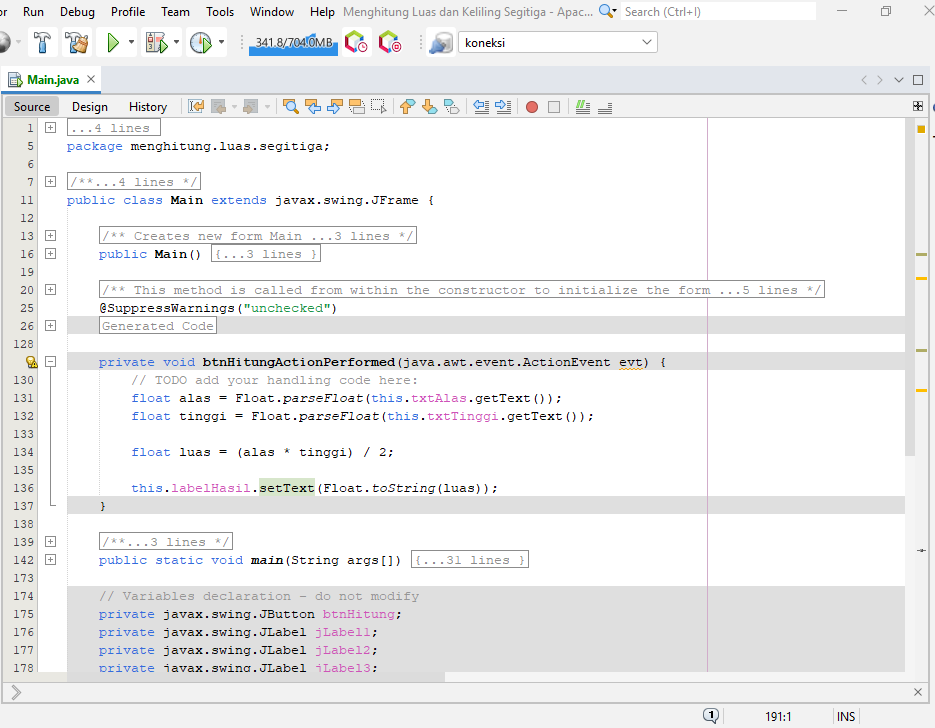 Run Debug Profile Team Tools Window Help Menghitung Luas dan Keliling Segitiga - Apac... Search (Ctrl+I)
341.8/704.0MB koneksi
Main.java
Source Design History
1 ...4 lines
5 package menghitung.luas.segitiga;
6
7 /**...4 lines */
11 public class Main extends javax.swing.JFrame {
12
13 /** Creates new form Main ...3 lines */
16 public Main() {...3 lines }
19
20 /** This method is called from within the constructor to initialize the form ...5 lines */
25 @SuppressWarnings("unchecked")
26 Generated Code
128
private void btnHitungActionPerformed(java.awt.event.ActionEvent evt) {
130 // TODO add your handling code here:
131 float alas = Float.parseFloat(this.txtAlas.getText());
132 float tinggi = Float.parseFloat(this.txtTinggi.getText());
133
134 float luas = (alas * tinggi) / 2;
135
136 this.labelHasil.setText(Float.toString(luas));
137 }
138
139 /**...3 lines */
142 public static void main(String args[]) {...31 lines }
173
174 // Variables declaration - do not modify
175 private javax.swing.JButton btnHitung;
176 private javax.swing.JLabel jLabel1;
177 private javax.swing.JLabel jLabel2;
178 private javax.swing.JLabel jLabel3;
1 191:1 INS